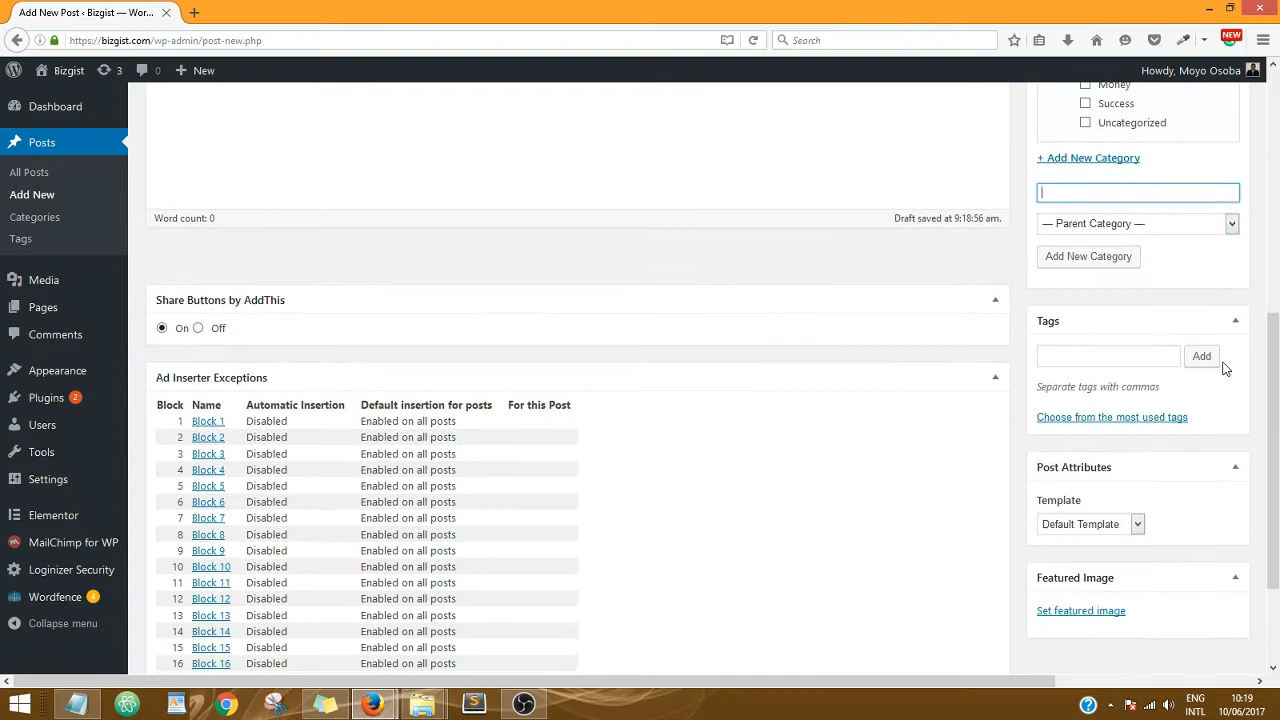 Add New Post ‹ Bizgist — Wor...
https://bizgist.com/wp-admin/post-new.php
Search
NEW
Bizgist 3 0 New
Howdy, Moyo Osoba
Dashboard
Posts
All Posts
Add New
Categories
Tags
Media
Pages
Comments
Appearance
Plugins 2
Users
Tools
Settings
Elementor
MailChimp for WP
Loginizer Security
Wordfence 4
Collapse menu
Word count: 0
Draft saved at 9:18:56 am.
Share Buttons by AddThis
On Off
Ad Inserter Exceptions
Block Name Automatic Insertion Default insertion for posts For this Post
1 Block 1 Disabled Enabled on all posts
2 Block 2 Disabled Enabled on all posts
3 Block 3 Disabled Enabled on all posts
4 Block 4 Disabled Enabled on all posts
5 Block 5 Disabled Enabled on all posts
6 Block 6 Disabled Enabled on all posts
7 Block 7 Disabled Enabled on all posts
8 Block 8 Disabled Enabled on all posts
9 Block 9 Disabled Enabled on all posts
10 Block 10 Disabled Enabled on all posts
11 Block 11 Disabled Enabled on all posts
12 Block 12 Disabled Enabled on all posts
13 Block 13 Disabled Enabled on all posts
14 Block 14 Disabled Enabled on all posts
15 Block 15 Disabled Enabled on all posts
16 Block 16 Disabled Enabled on all posts
Money
Success
Uncategorized
+ Add New Category
— Parent Category —
Add New Category
Tags
Add
Separate tags with commas
Choose from the most used tags
Post Attributes
Template
Default Template
Featured Image
Set featured image
ENG
INTL
10:19
10/06/2017